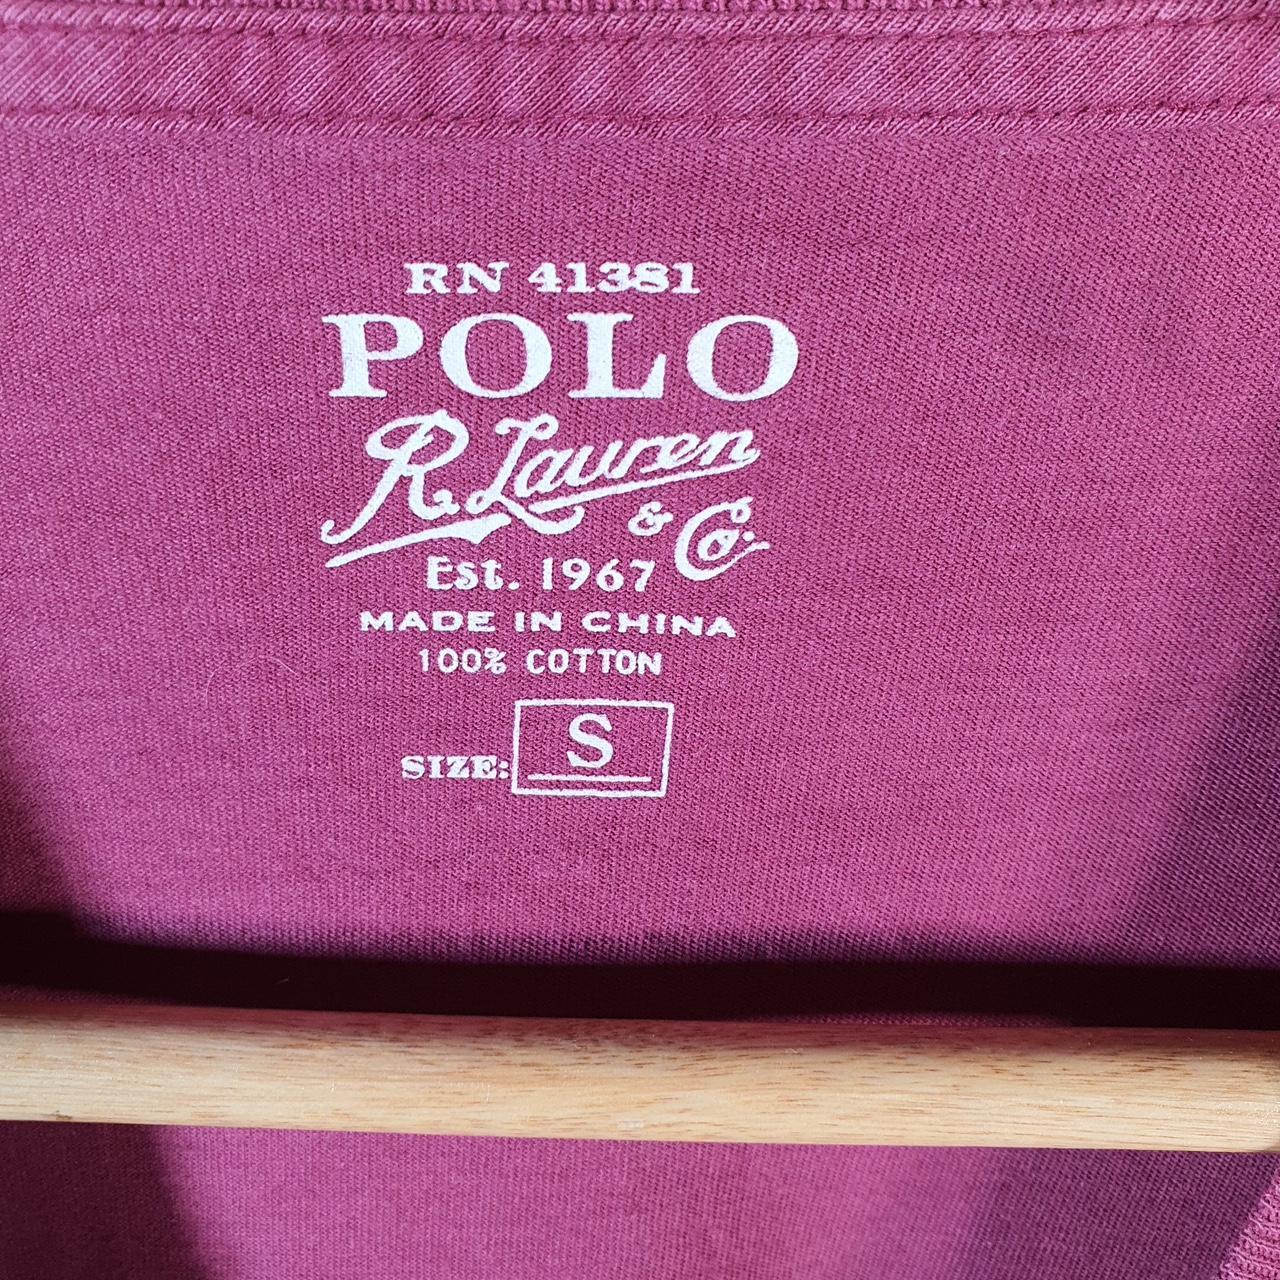 RN 41381
POLO
R. Lauren
& Co.
Est. 1967
MADE IN CHINA
100% COTTON
SIZE: S